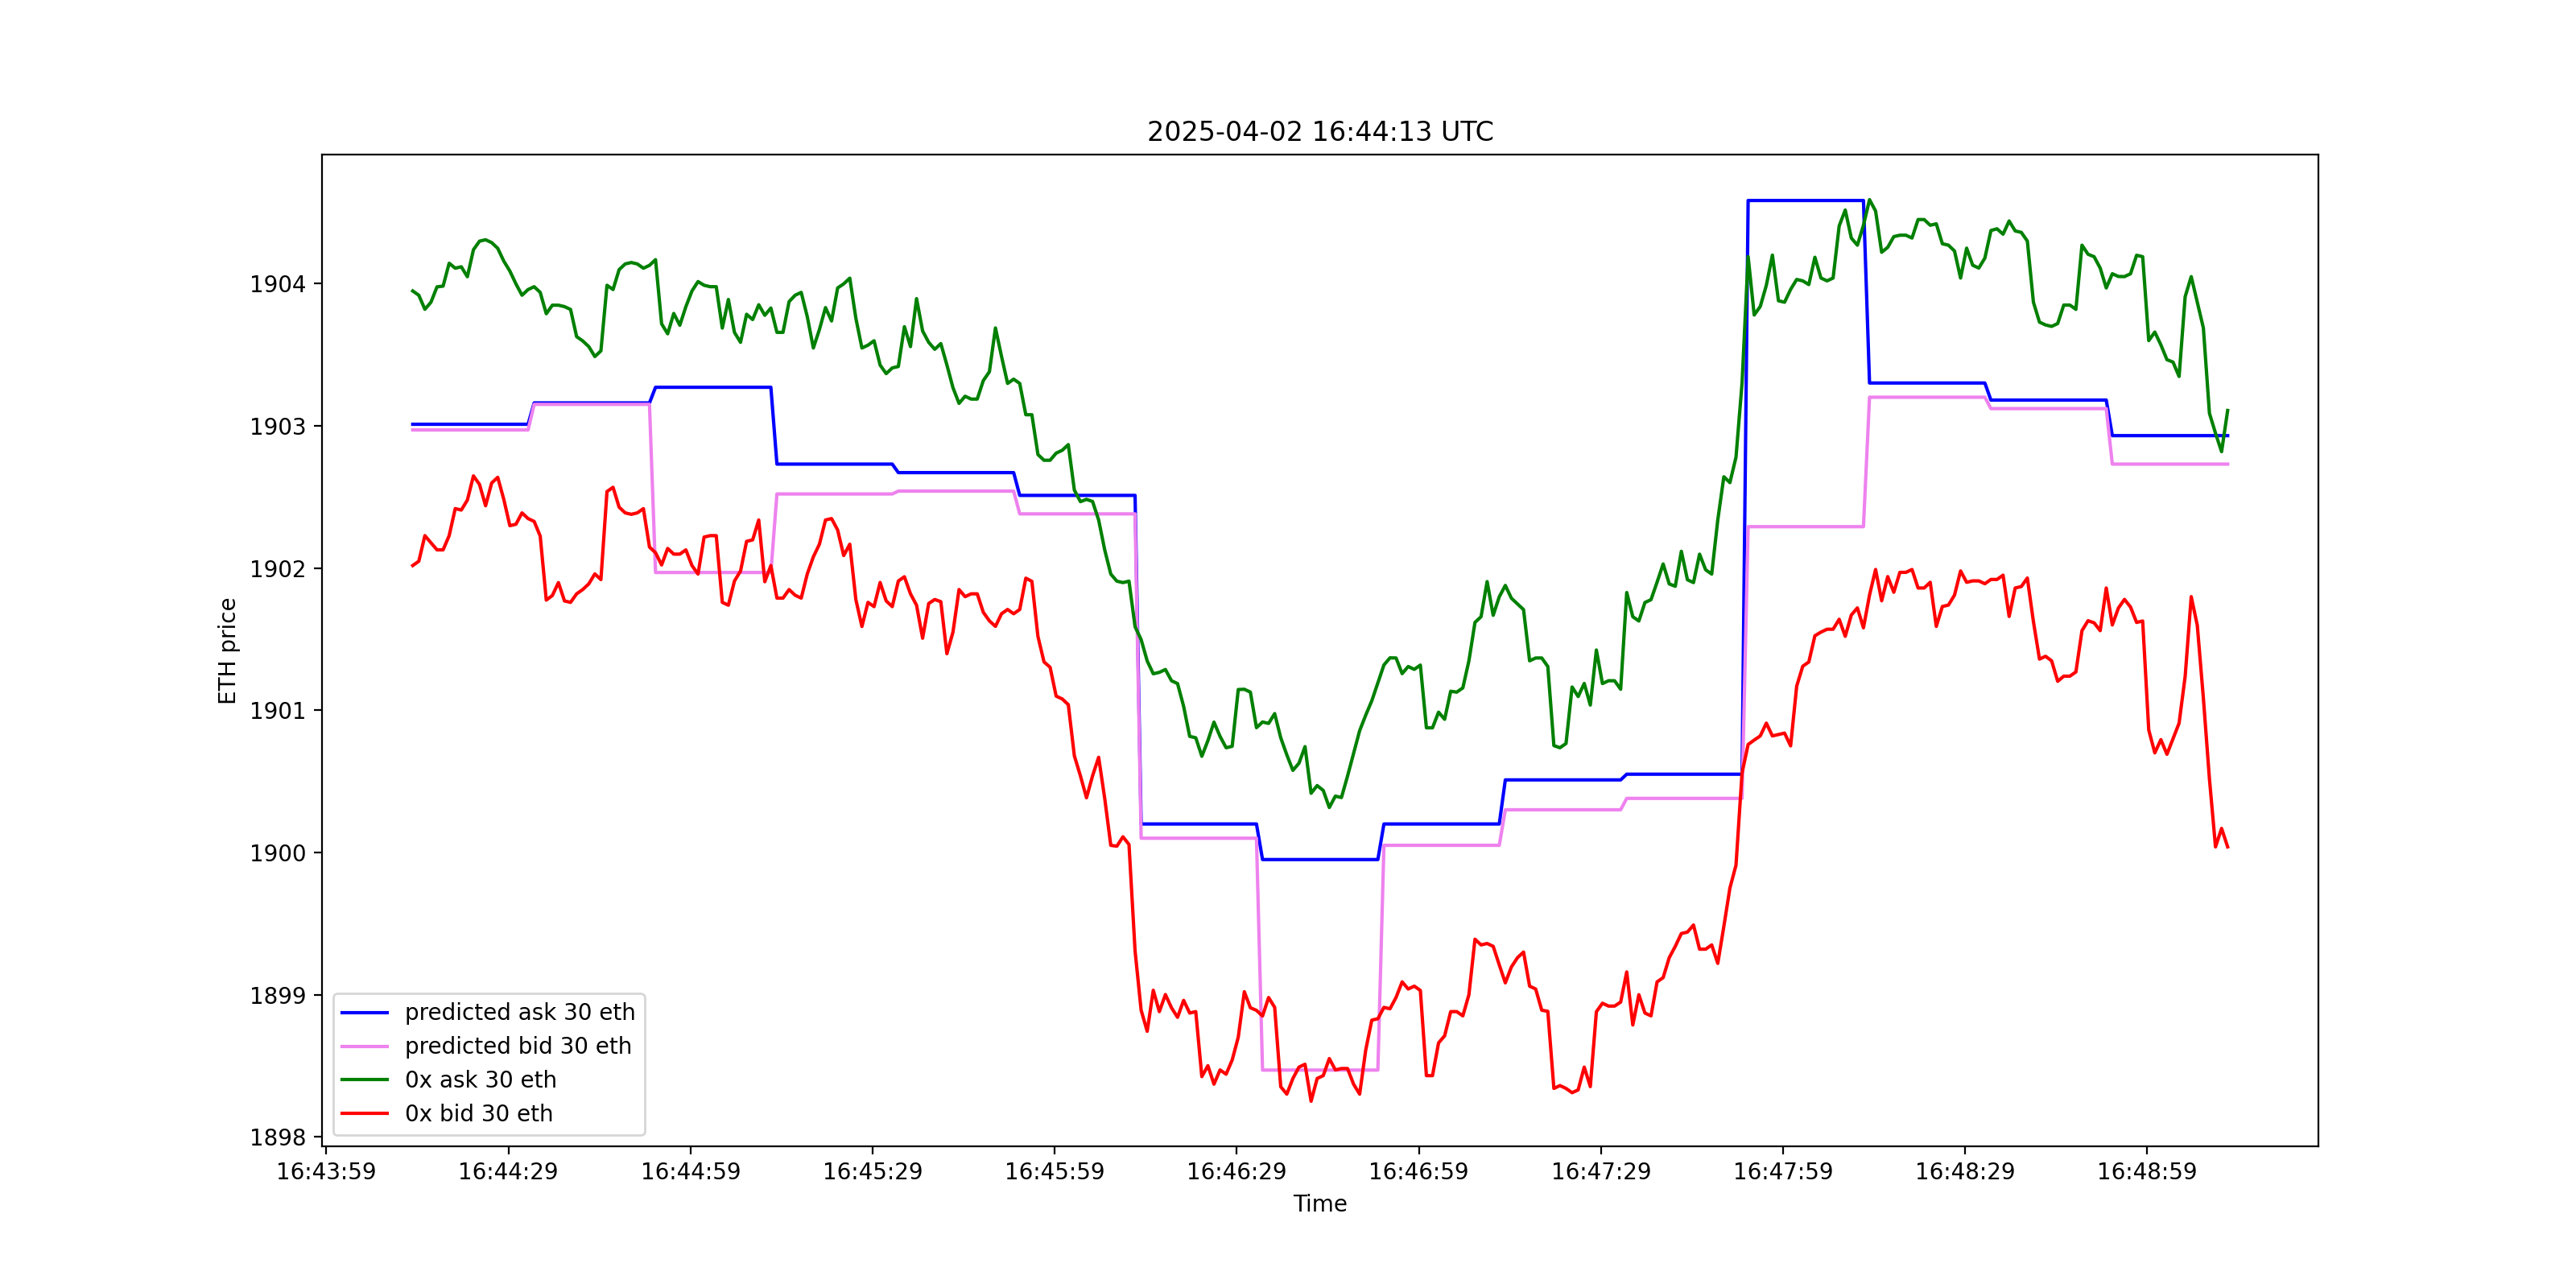 2025-04-02 16:44:13 UTC
ETH price
1904
1903
1902
1901
1900
1899
1898
predicted ask 30 eth
predicted bid 30 eth
0x ask 30 eth
0x bid 30 eth
16:43:59 16:44:29 16:44:59 16:45:29 16:45:59 16:46:29 16:46:59 16:47:29 16:47:59 16:48:29 16:48:59
Time